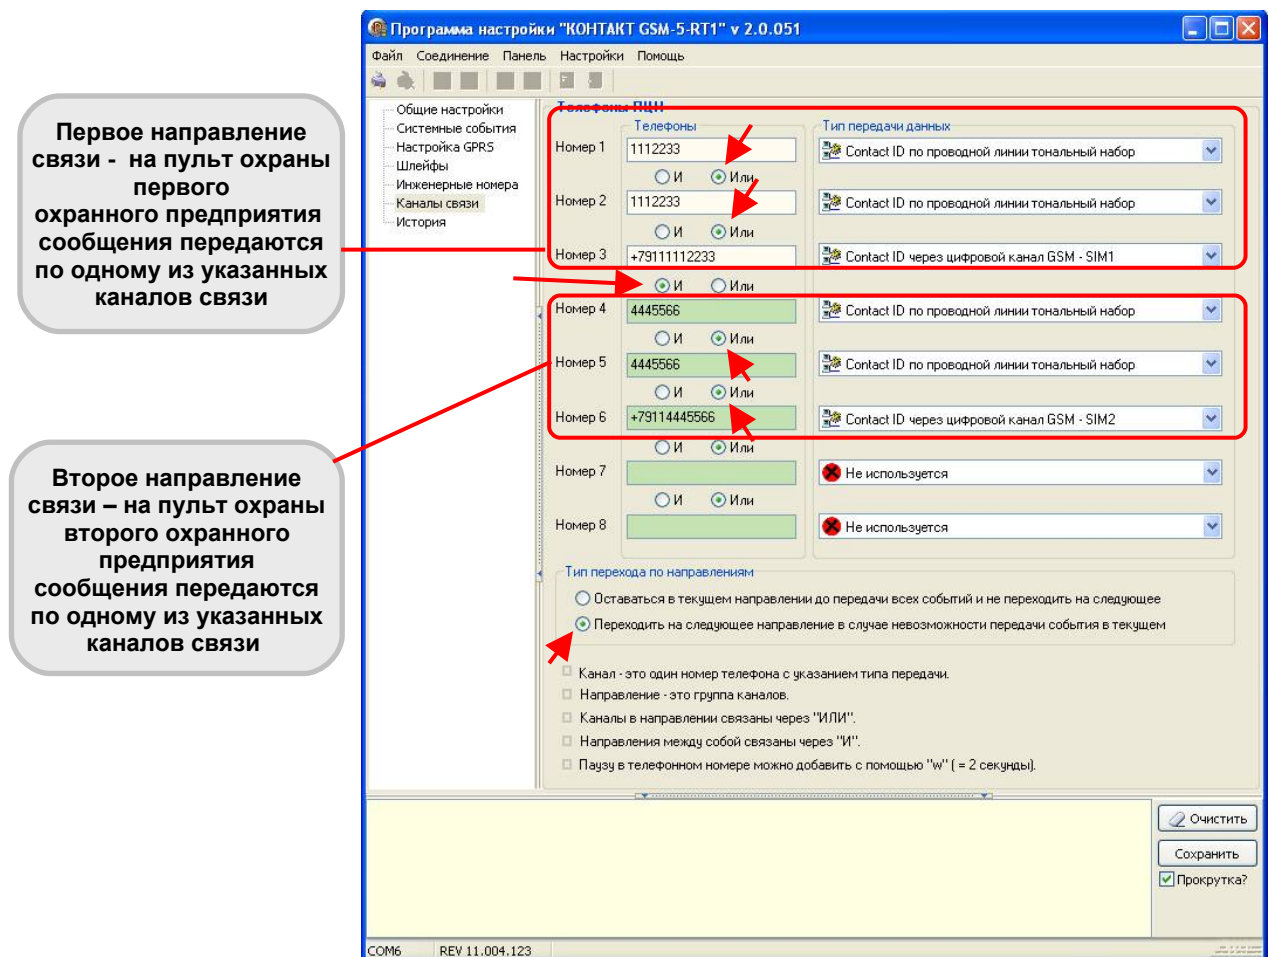 Программа настройки "КОНТАКТ GSM-5-RT1" v 2.0.051
Файл Соединение Панель Настройки Помощь
Общие настройки
Системные события
Настройка GPRS
Шлейфы
Инженерные номера
Каналы связи
История
Первое направление
связи - на пульт охраны
первого
охранного предприятия
сообщения передаются
по одному из указанных
каналов связи
Второе направление
связи – на пульт охраны
второго охранного
предприятия
сообщения передаются
по одному из указанных
каналов связи
Телефоны ПЦН
Телефоны Тип передачи данных
Номер 1 1112233 Contact ID по проводной линии тональный набор
И Или
Номер 2 1112233 Contact ID по проводной линии тональный набор
И Или
Номер 3 +79111112233 Contact ID через цифровой канал GSM - SIM1
И Или
Номер 4 4445566 Contact ID по проводной линии тональный набор
И Или
Номер 5 4445566 Contact ID по проводной линии тональный набор
И Или
Номер 6 +79114445566 Contact ID через цифровой канал GSM - SIM2
И Или
Номер 7 Не используется
И Или
Номер 8 Не используется
Тип перехода по направлениям
Оставаться в текущем направлении до передачи всех событий и не переходить на следующее
Переходить на следующее направление в случае невозможности передачи события в текущем
Канал - это один номер телефона с указанием типа передачи.
Направление - это группа каналов.
Каналы в направлении связаны через "ИЛИ".
Направления между собой связаны через "И".
Паузу в телефонном номере можно добавить с помощью "w" ( = 2 секунды).
Очистить
Сохранить
Прокрутка?
COM6 REV 11.004.123